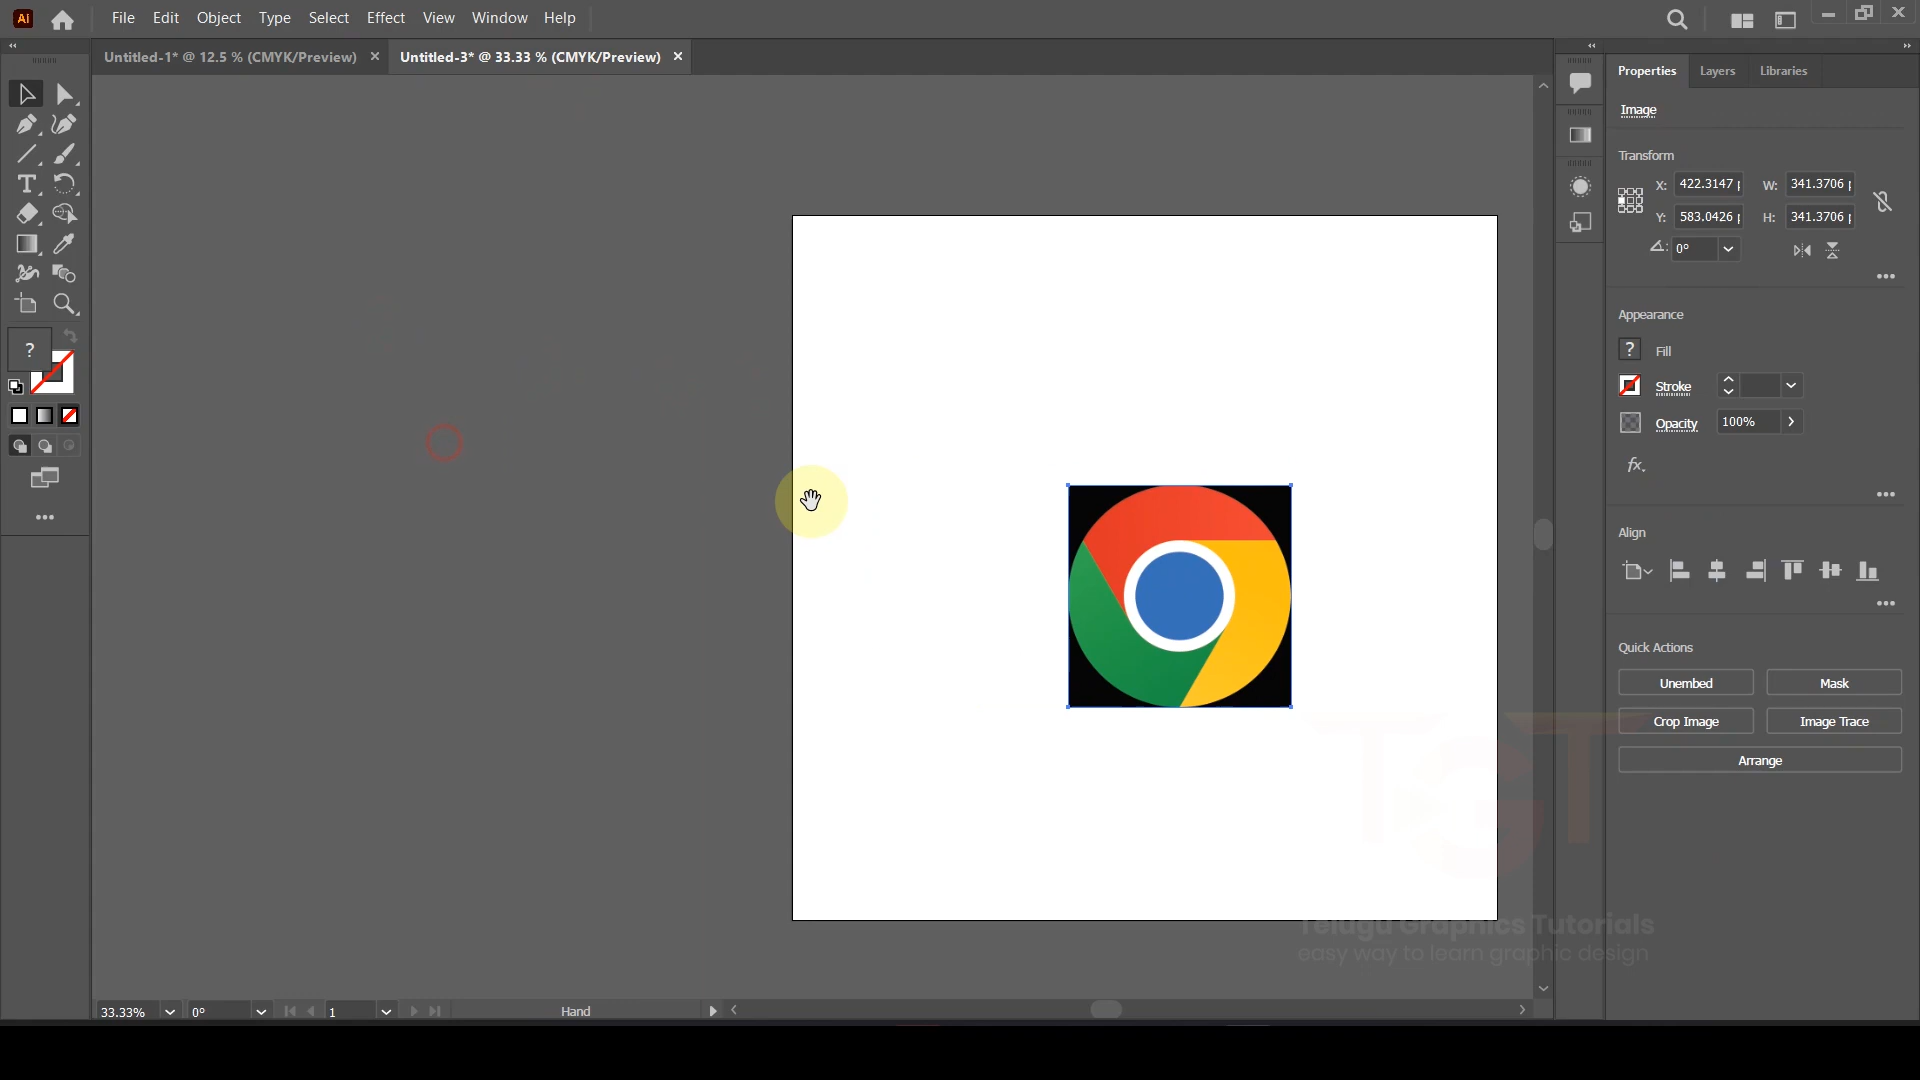 Ai
File Edit Object Type Select Effect View Window Help
Untitled-1* @ 12.5 % (CMYK/Preview)
Untitled-3* @ 33.33 % (CMYK/Preview)
Properties Layers Libraries
Image
Transform
X: 422.3147 W: 341.3706
Y: 583.0426 H: 341.3706
0°
Appearance
? Fill
Stroke
Opacity 100%
fx.
Align
Quick Actions
Unembed Mask
Crop Image Image Trace
Arrange
TGT
Telugu Graphics Tutorials
easy way to learn graphic design
33.33% 0° 1 Hand